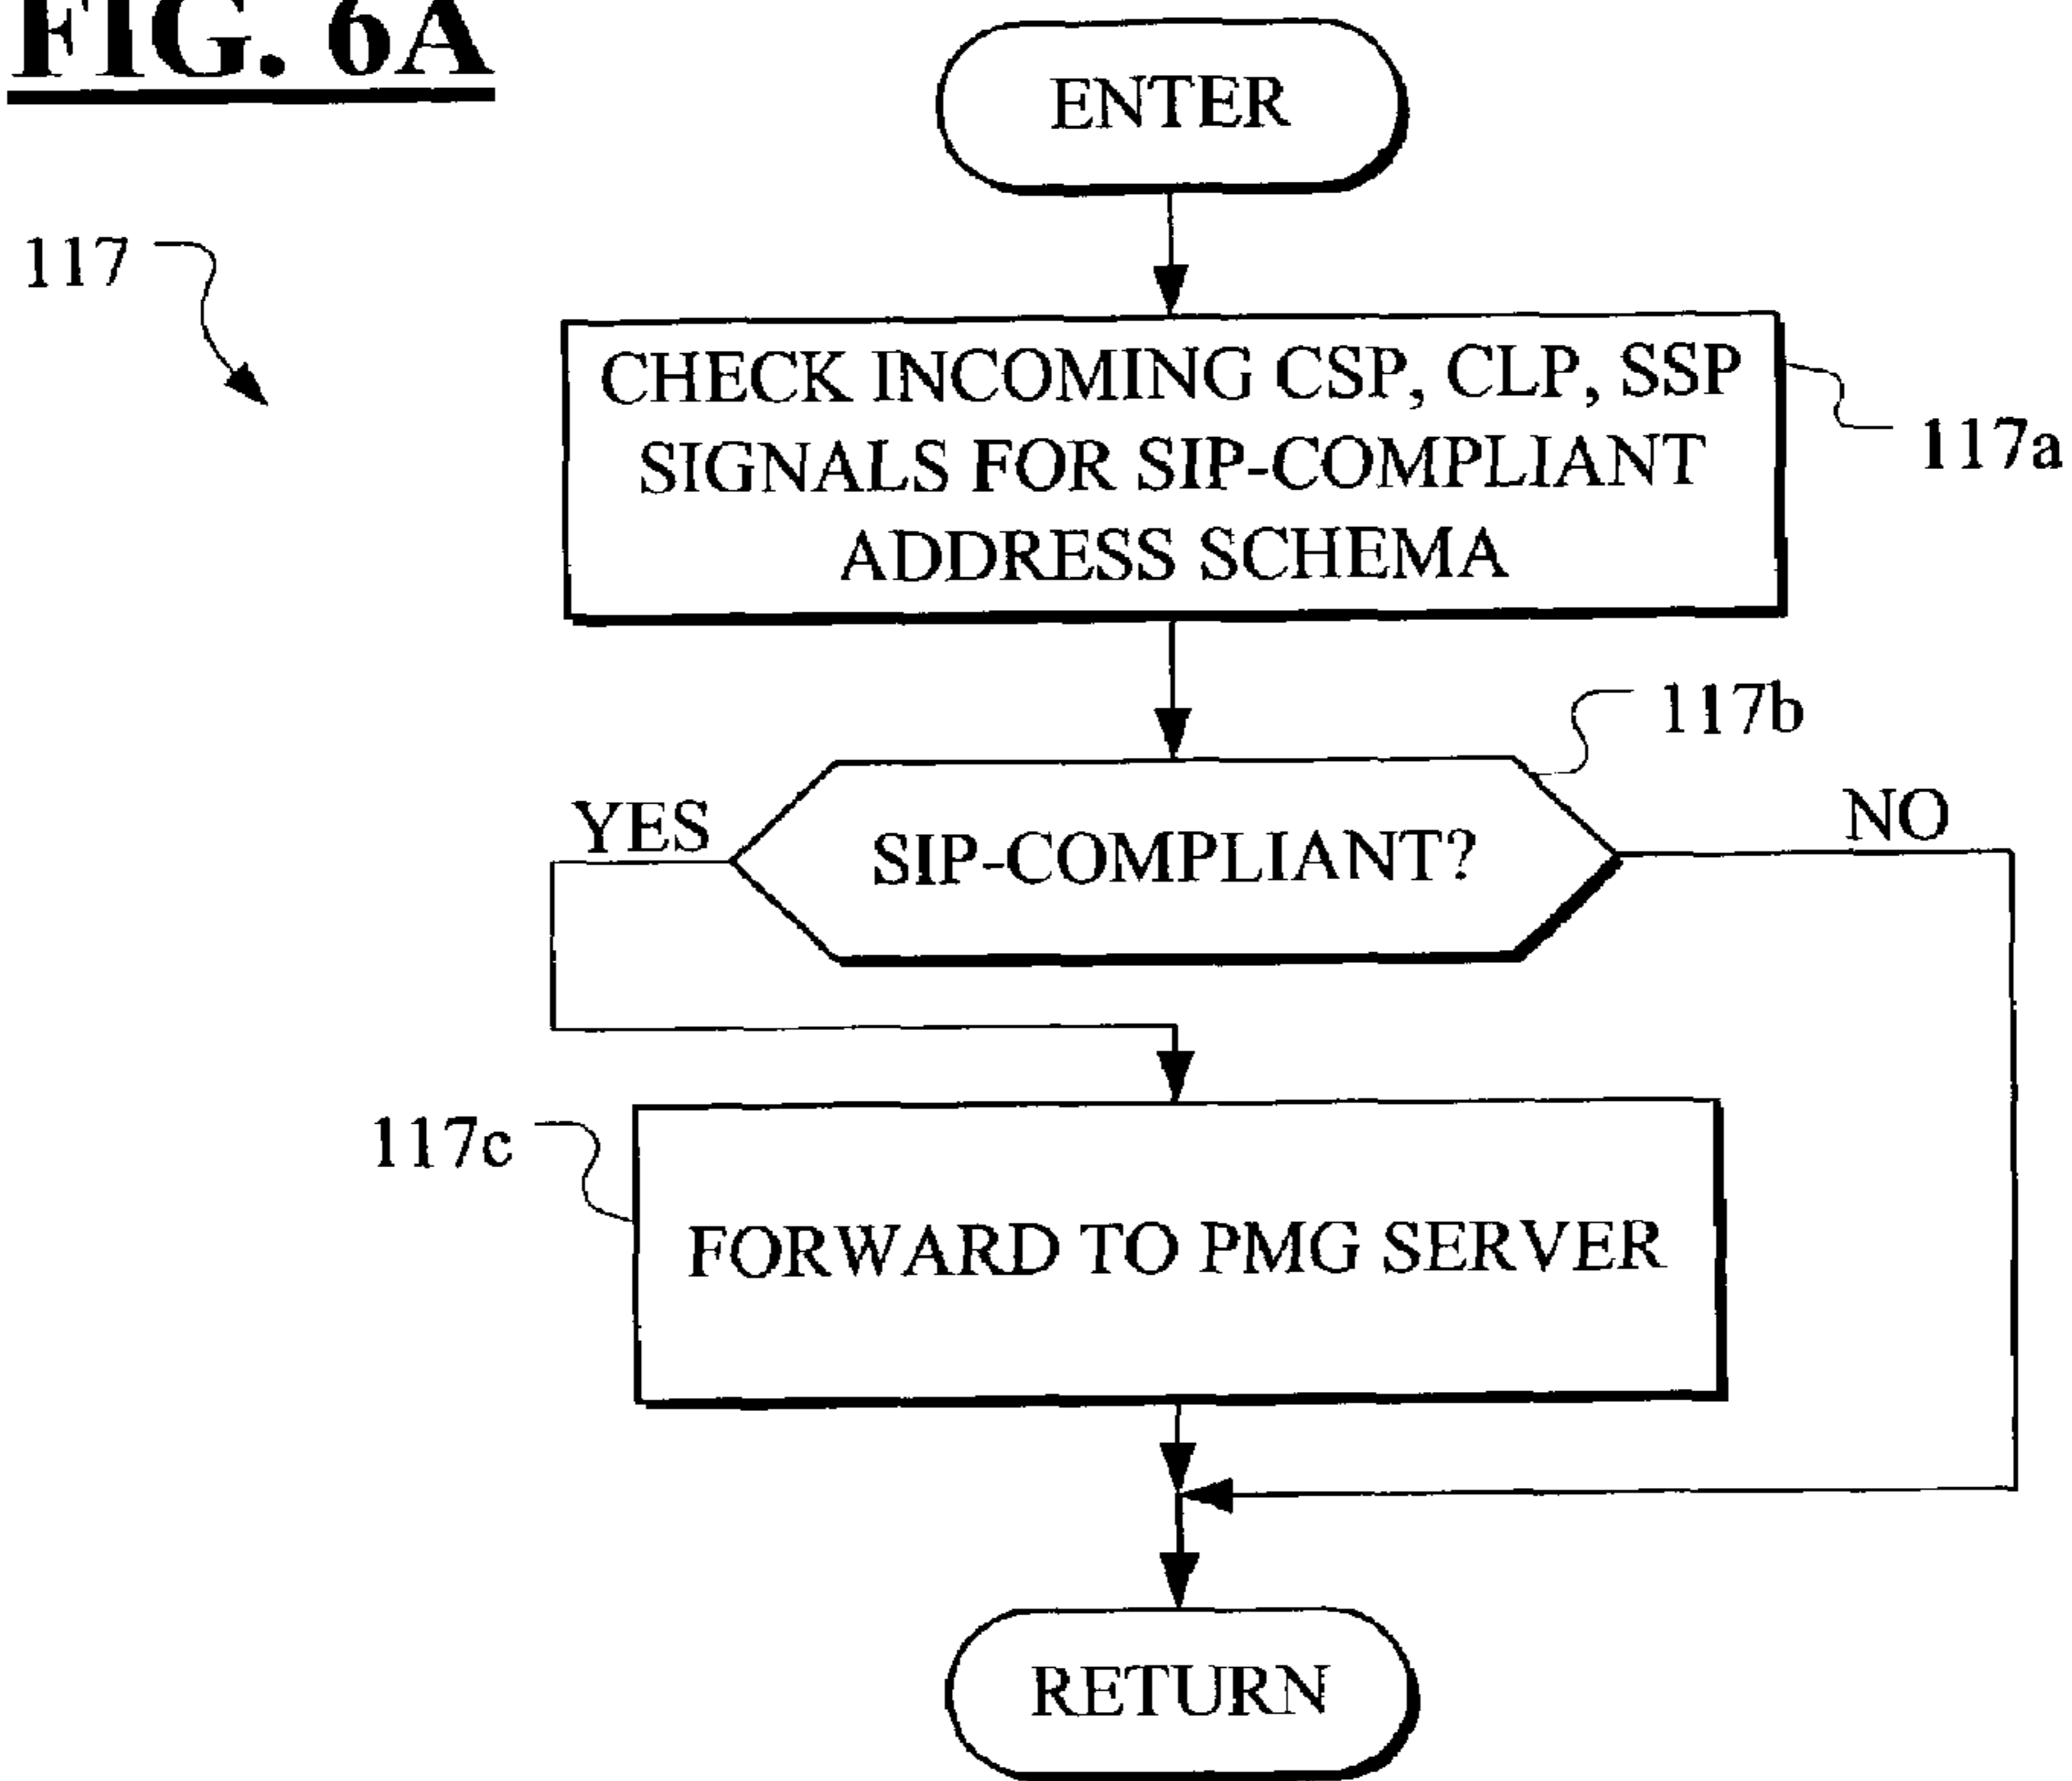 FIG. 6A
ENTER
117
CHECK INCOMING CSP, CLP, SSP
SIGNALS FOR SIP-COMPLIANT
ADDRESS SCHEMA
117a
117b
YES
SIP-COMPLIANT?
NO
117c
FORWARD TO PMG SERVER
RETURN